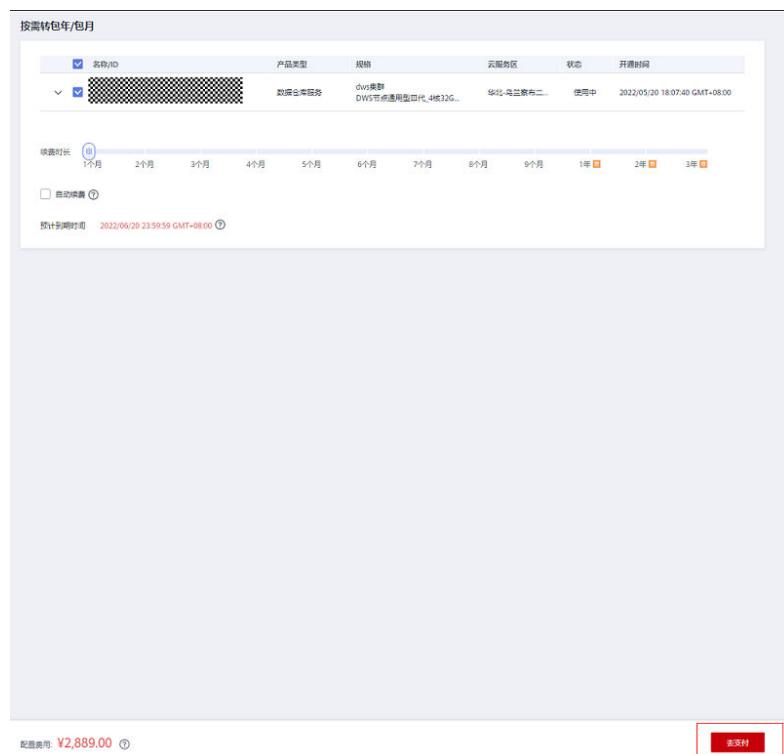 按需转包年/包月
名称/ID 产品类型 规格 云服务区 状态 开通时间
数据仓库服务 dws集群 华北-乌兰察布二... 使用中 2022/05/20 18:07:40 GMT+08:00
DWS节点通用型四代_4核32G...
续费时长
1个月 2个月 3个月 4个月 5个月 6个月 7个月 8个月 9个月 1年 2年 3年
自动续费
预计到期时间 2022/06/20 23:59:59 GMT+08:00
配置费用: ¥2,889.00
去支付